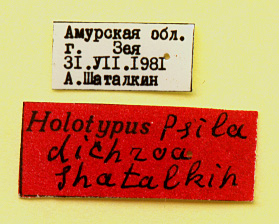 Амурская обл.
г. Зея
31.VII.1981
А.Шаталкин
Holotypus Psila
dichroa
Shatalkin